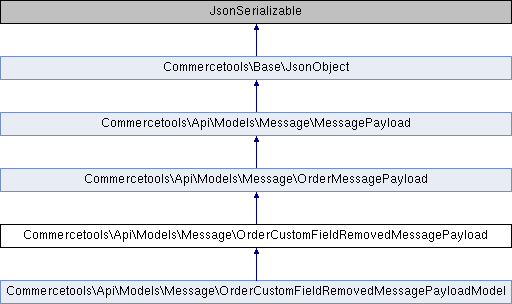 JsonSerializable
Commercetools\Base\JsonObject
Commercetools\Api\Models\Message\MessagePayload
Commercetools\Api\Models\Message\OrderMessagePayload
Commercetools\Api\Models\Message\OrderCustomFieldRemovedMessagePayload
Commercetools\Api\Models\Message\OrderCustomFieldRemovedMessagePayloadModel